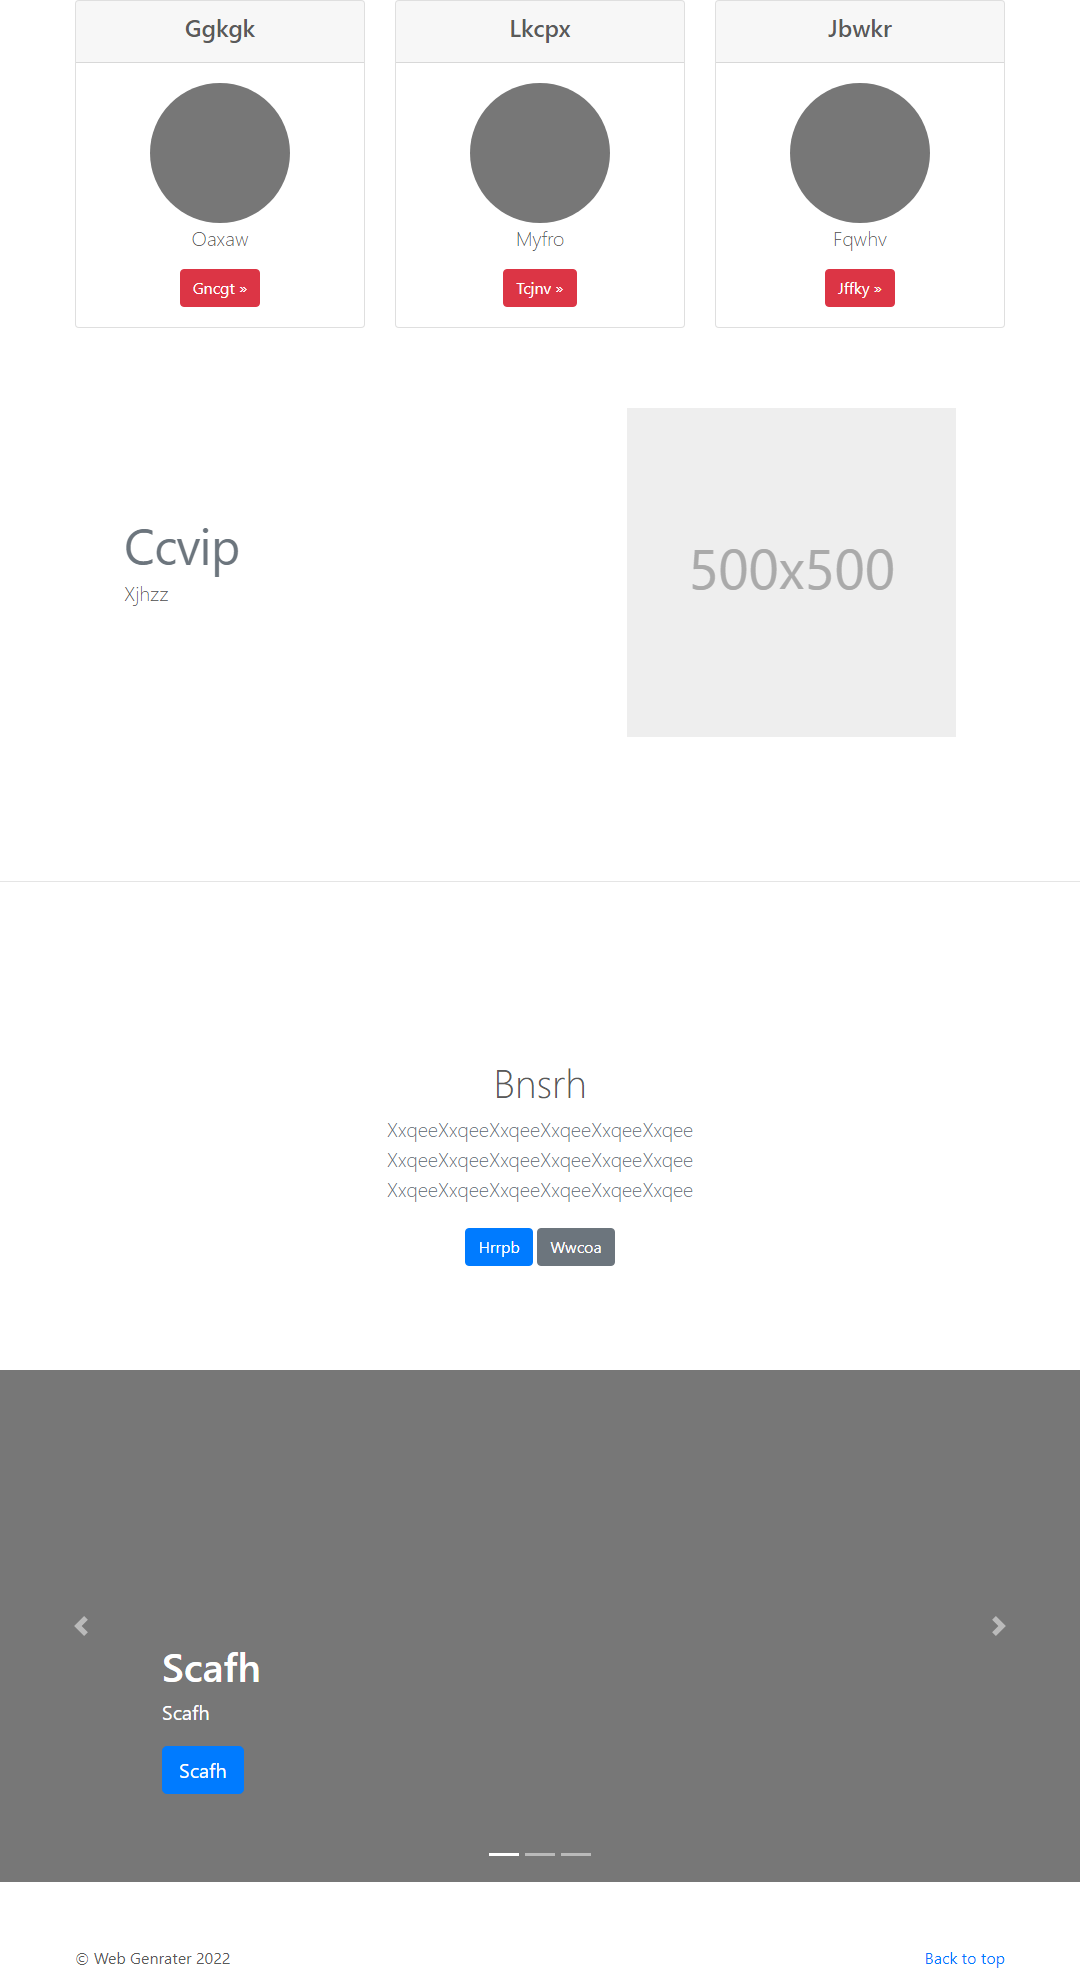 Ggkgk
Oaxaw
Gncgt »
Lkcpx
Myfro
Tcjnv »
Jbwkr
Fqwhv
Jffky »
Ccvip
Xjhzz
500x500
Bnsrh
XxqeeXxqeeXxqeeXxqeeXxqeeXxqee
XxqeeXxqeeXxqeeXxqeeXxqeeXxqee
XxqeeXxqeeXxqeeXxqeeXxqeeXxqee
Hrrpb Wwcoa
Scafh
Scafh
Scafh
© Web Genrater 2022
Back to top